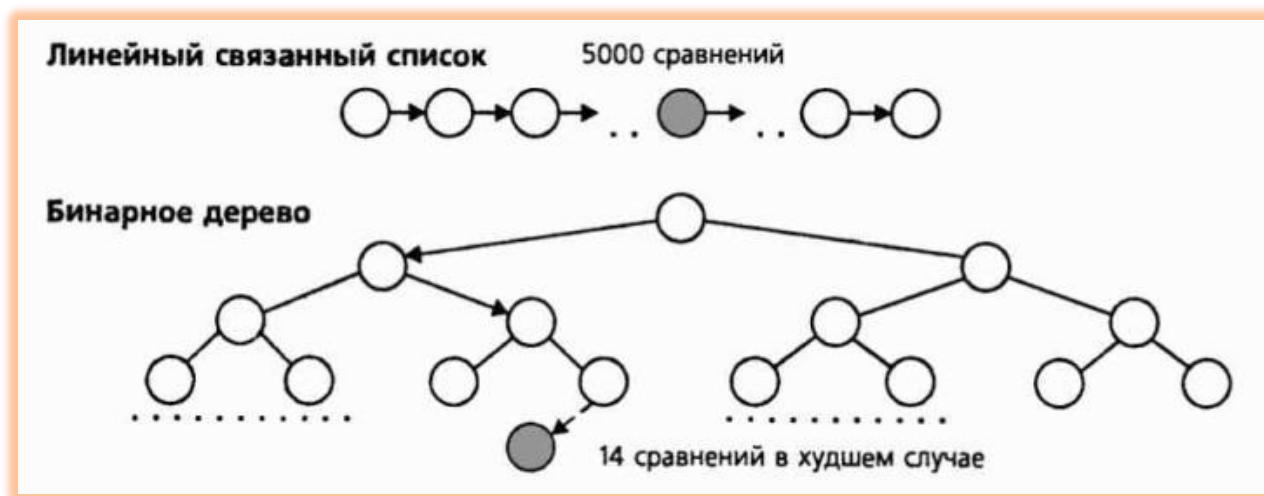 Линейный связанный список 5000 сравнений
Бинарное дерево
14 сравнений в худшем случае